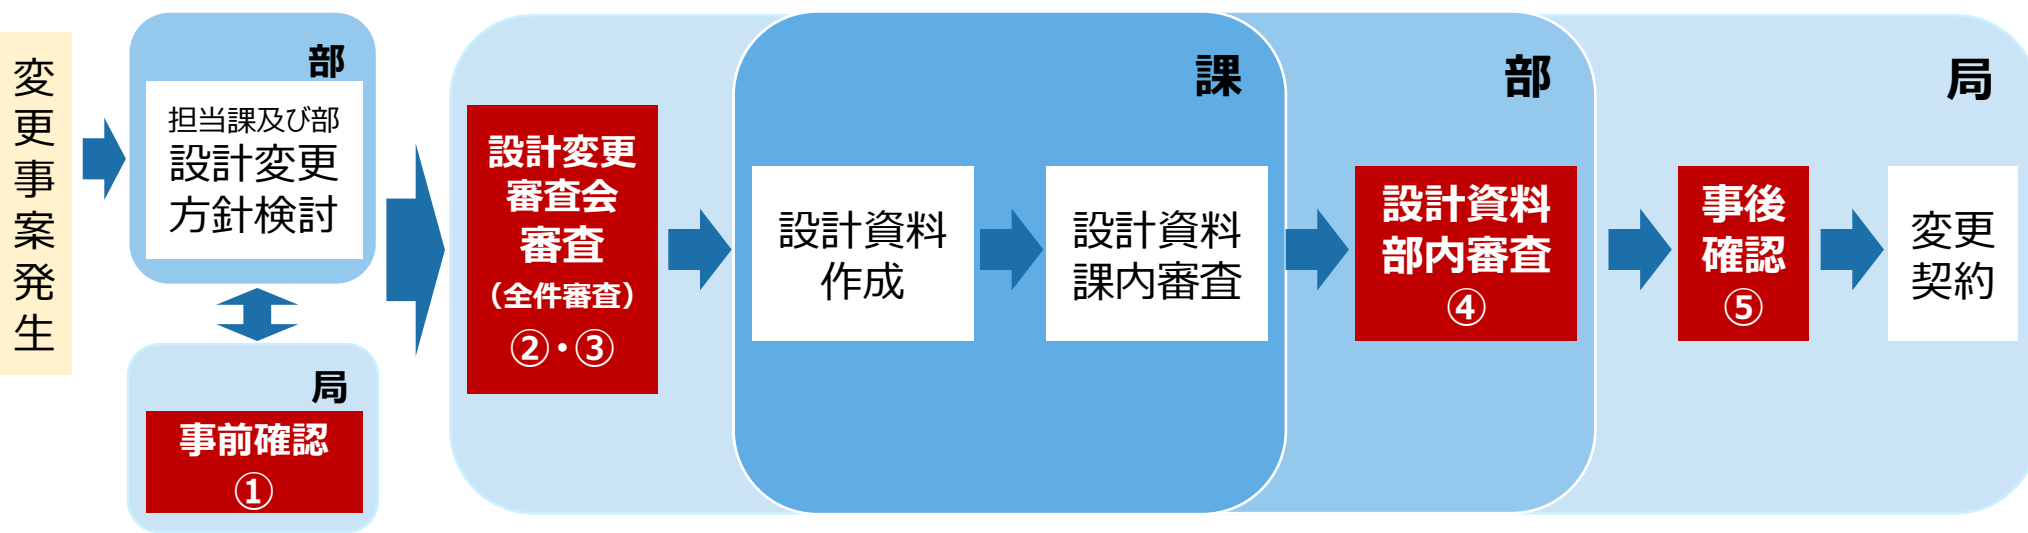 変更事案発生
部
担当課及び部
設計変更
方針検討
局
事前確認
①
設計変更
審査会
審査
（全件審査）
②・③
課
設計資料
作成
設計資料
課内審査
部
設計資料
部内審査
④
局
事後
確認
⑤
変更
契約